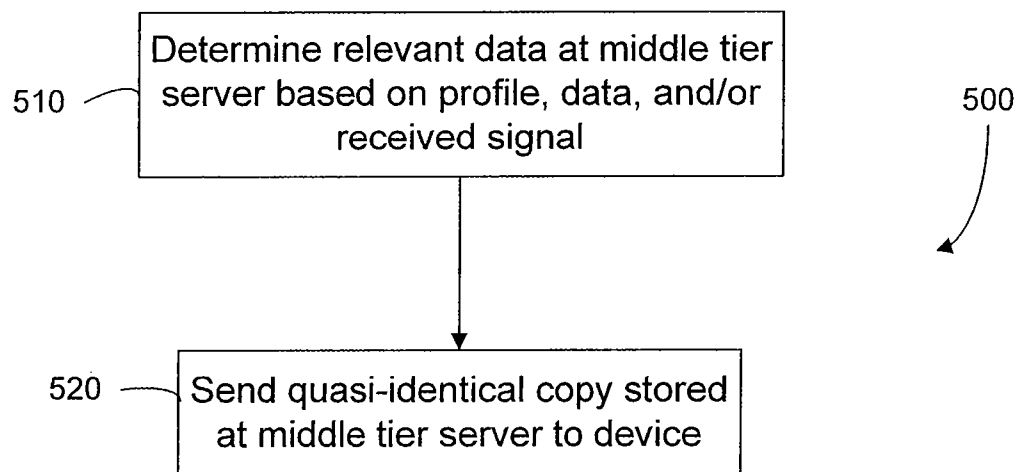 Determine relevant data at middle tier
server based on profile, data, and/or
received signal
510
500
520
Send quasi-identical copy stored
at middle tier server to device